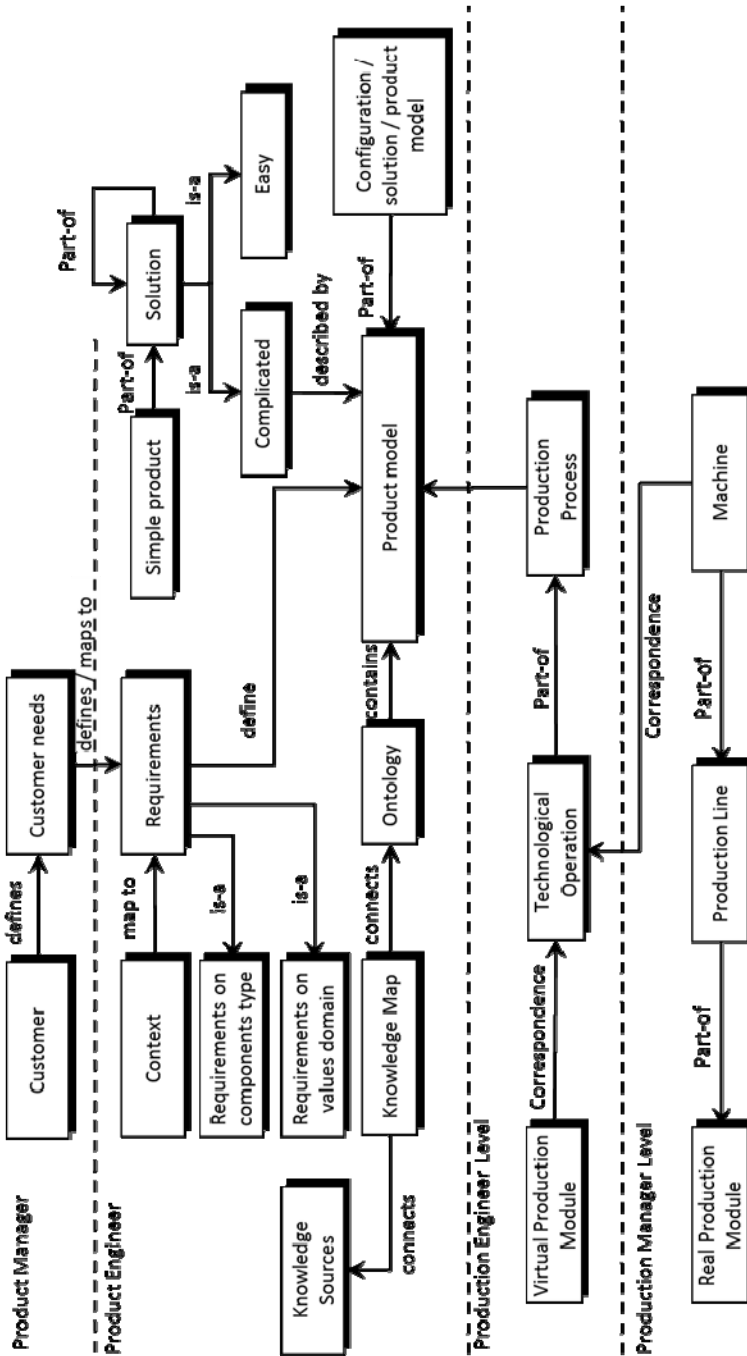 Product Manager
Customer
defines
Customer needs
defines / maps to
Product Engineer
Context
map to
Requirements
Simple product
Part-of
Solution
Part-of
is-a
is-a
Requirements on
components type
is-a
Complicated
Easy
Requirements on
values domain
is-a
define
described by
Knowledge
Sources
connects
Knowledge Map
connects
Ontology
contains
Product model
Part-of
Configuration /
solution / product
model
Production Engineer Level
Virtual Production
Module
Correspondence
Technological
Operation
Part-of
Production
Process
Correspondence
Production Manager Level
Real Production
Module
Part-of
Production Line
Part-of
Machine